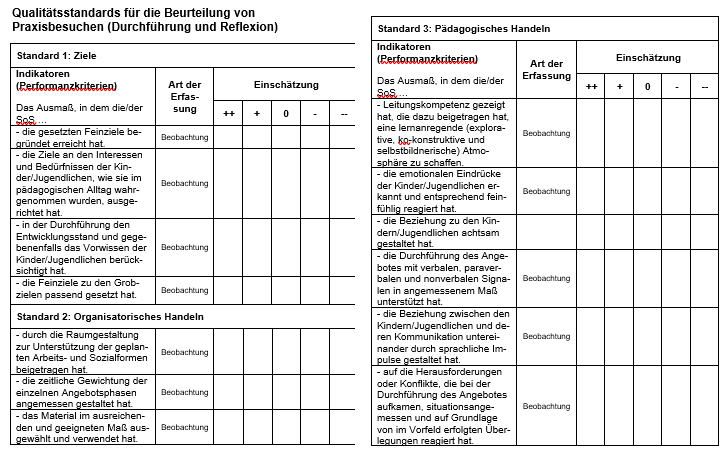 Qualitätsstandards für die Beurteilung von
Praxisbesuchen (Durchführung und Reflexion)
Standard 1: Ziele
Indikatoren
(Performanzkriterien)
Das Ausmaß, in dem die/der
SoS ...
Art der
Erfas-
sung
Einschätzung
++ + 0 - --
- die gesetzten Feinziele be-
gründet erreicht hat.
Beobachtung
- die Ziele an den Interessen
und Bedürfnissen der Kin-
der/Jugendlichen, wie sie im
pädagogischen Alltag wahr-
genommen wurden, ausge-
richtet hat.
Beobachtung
- in der Durchführung den
Entwicklungsstand und gege-
benenfalls das Vorwissen der
Kinder/Jugendlichen berück-
sichtigt hat.
Beobachtung
- die Feinziele zu den Grob-
zielen passend gesetzt hat.
Beobachtung
Standard 2: Organisatorisches Handeln
- durch die Raumgestaltung
zur Unterstützung der geplan-
ten Arbeits- und Sozialformen
beigetragen hat.
Beobachtung
- die zeitliche Gewichtung der
einzelnen Angebotsphasen
angemessen gestaltet hat.
Beobachtung
- das Material im ausreichen-
den und geeigneten Maß aus-
gewählt und verwendet hat.
Beobachtung
Standard 3: Pädagogisches Handeln
Indikatoren
(Performanzkriterien)
Das Ausmaß, in dem die/der
SoS ...
Art der
Erfassung
Einschätzung
++ + 0 - --
- Leitungskompetenz gezeigt
hat, die dazu beigetragen hat,
eine lernanregende (explora-
tive, ko-konstruktive und
selbstbildnerische) Atmo-
sphäre zu schaffen.
Beobachtung
- die emotionalen Eindrücke
der Kinder/Jugendlichen er-
kannt und entsprechend fein-
fühlig reagiert hat.
Beobachtung
- die Beziehung zu den Kin-
dern/Jugendlichen achtsam
gestaltet hat.
Beobachtung
- die Durchführung des Ange-
botes mit verbalen, paraver-
balen und nonverbalen Signa-
len in angemessenem Maß
unterstützt hat.
Beobachtung
- die Beziehung zwischen den
Kindern/Jugendlichen und de-
ren Kommunikation unterei-
nander durch sprachliche Im-
pulse gestaltet hat.
Beobachtung
- auf die Herausforderungen
oder Konflikte, die bei der
Durchführung des Angebotes
aufkamen, situationsange-
messen und auf Grundlage
von im Vorfeld erfolgten Über-
legungen reagiert hat.
Beobachtung